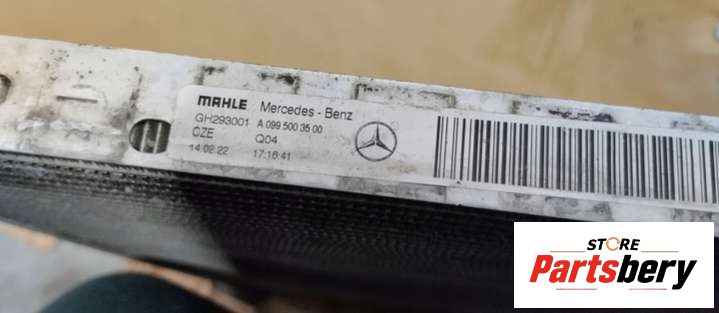 MAHLE Mercedes-Benz
GH293001 A 099 500 35 00
CZE Q04
14.02.22 17:16:41
STORE
Partsbery